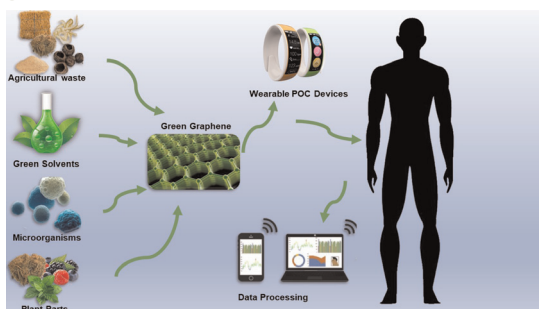 Agricultural waste
Wearable POC Devices
Green Graphene
Green Solvents
Microorganisms
Data Processing
Plant Parts